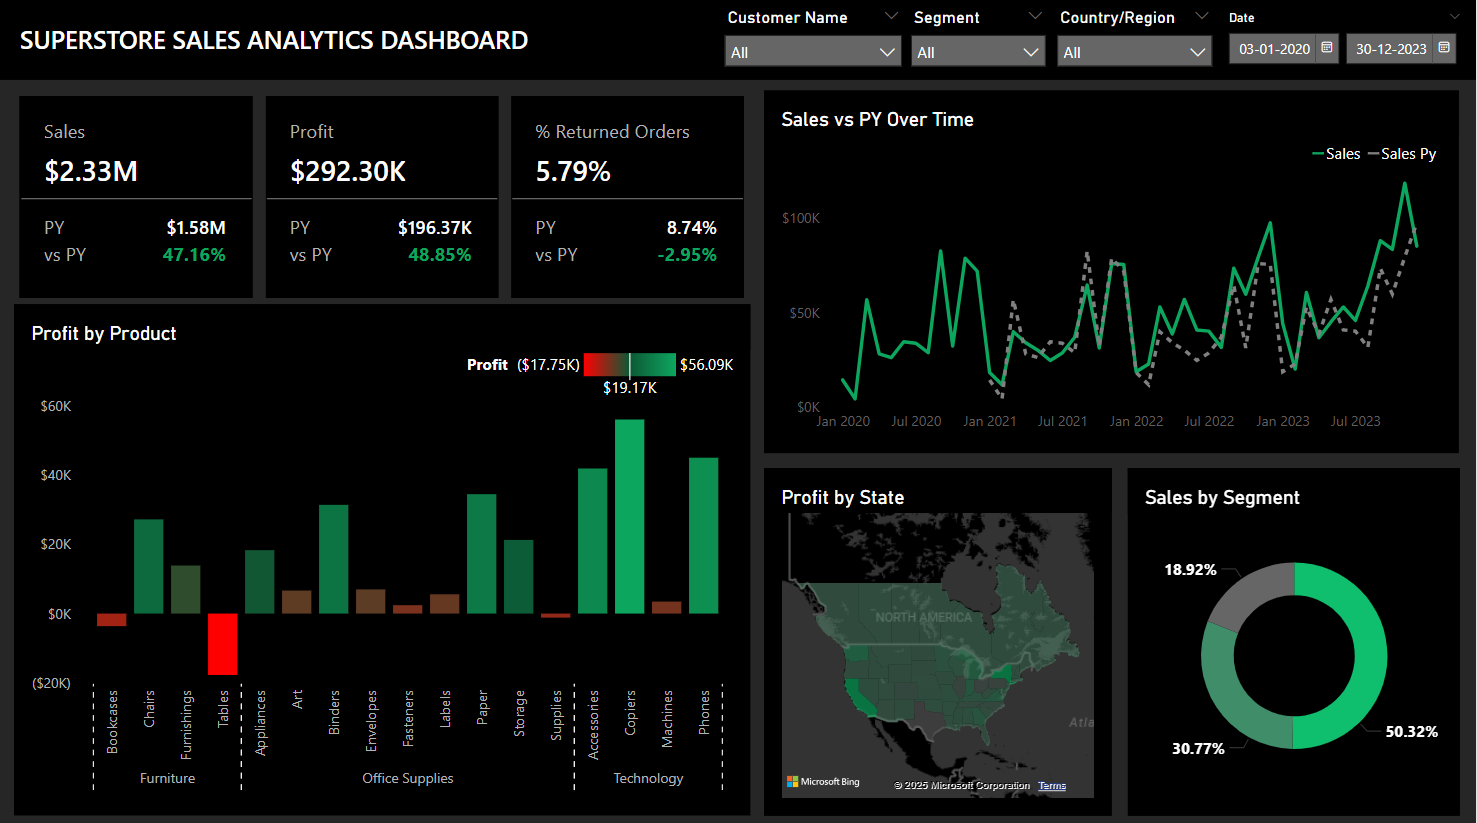 SUPERSTORE SALES ANALYTICS DASHBOARD
Customer Name
All
Segment
All
Country/Region
All
Date
03-01-2020
30-12-2023
Sales
$2.33M
PY $1.58M
vs PY 47.16%
Profit
$292.30K
PY $196.37K
vs PY 48.85%
% Returned Orders
5.79%
PY 8.74%
vs PY -2.95%
Sales vs PY Over Time
Sales Sales Py
$100K
$50K
$0K
Jan 2020 Jul 2020 Jan 2021 Jul 2021 Jan 2022 Jul 2022 Jan 2023 Jul 2023
Profit by Product
Profit ($17.75K) $56.09K
$19.17K
$60K
$40K
$20K
$0K
($20K)
Bookcases
Chairs
Furnishings
Tables
Appliances
Art
Binders
Envelopes
Fasteners
Labels
Paper
Storage
Supplies
Accessories
Copiers
Machines
Phones
Furniture Office Supplies Technology
Profit by State
NORTH AMERICA
Atla
Microsoft Bing
© 2025 Microsoft Corporation Terms
Sales by Segment
18.92%
50.32%
30.77%